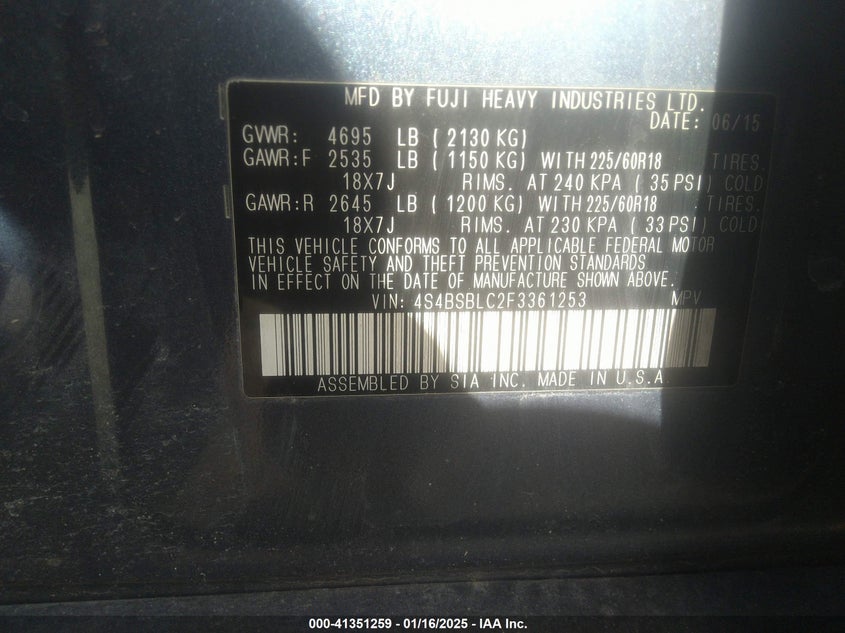 MFD BY FUJI HEAVY INDUSTRIES LTD.
DATE: 06/15
GVWR: 4695 LB ( 2130 KG)
GAWR:F 2535 LB ( 1150 KG) WITH 225/60R18 TIRES.
18X7J RIMS. AT 240 KPA ( 35 PSI) COLD
GAWR:R 2645 LB ( 1200 KG) WITH 225/60R18 TIRES.
18X7J RIMS. AT 230 KPA ( 33 PSI) COLD
THIS VEHICLE CONFORMS TO ALL APPLICABLE FEDERAL MOTOR
VEHICLE SAFETY AND THEFT PREVENTION STANDARDS
IN EFFECT ON THE DATE OF MANUFACTURE SHOWN ABOVE.
VIN: 4S4BSBLC2F3361253 MPV
ASSEMBLED BY SIA INC. MADE IN U.S.A
000-41351259 - 01/16/2025 - IAA Inc.